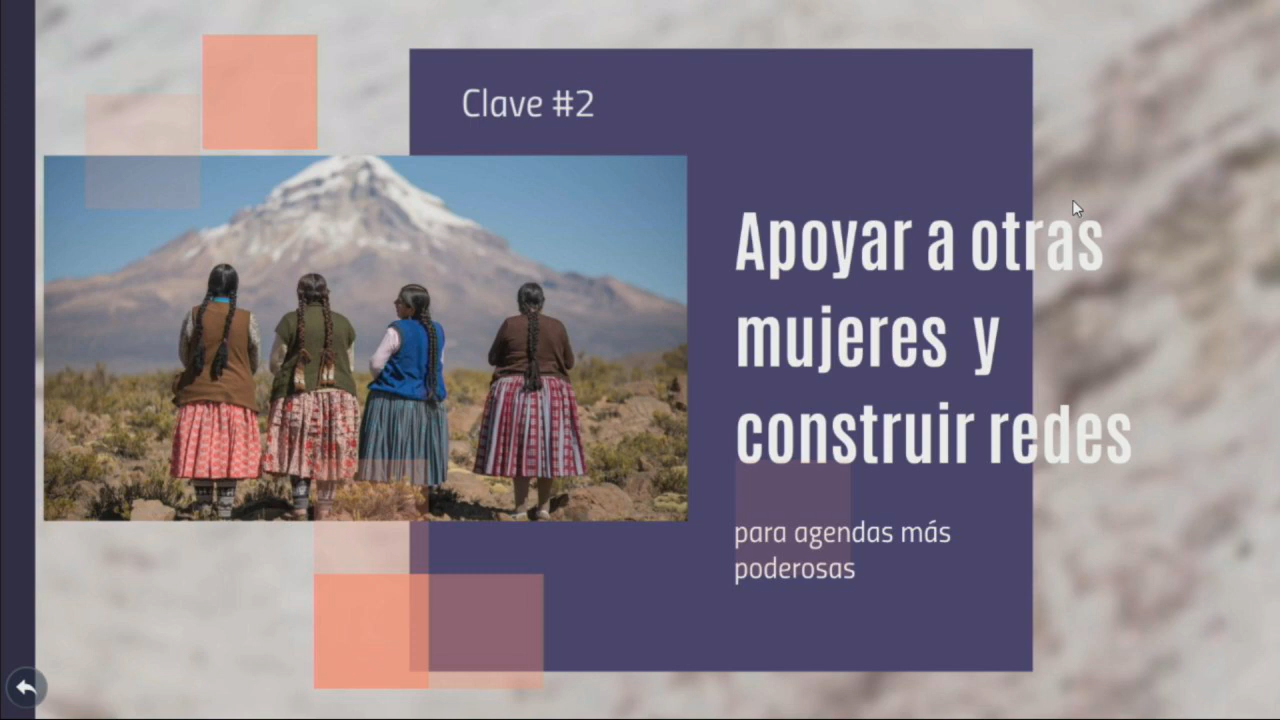 Clave #2
Apoyar a otras
mujeres y
construir redes
para agendas más
poderosas